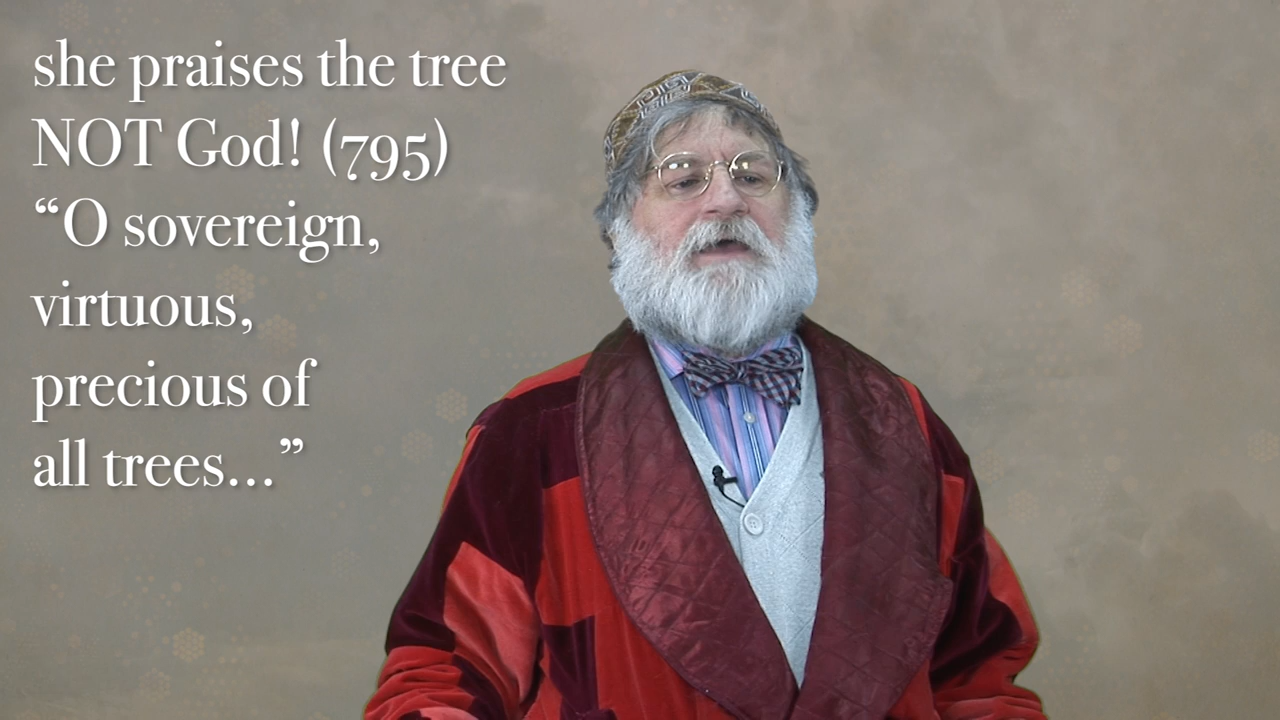 she praises the tree
NOT God! (795)
“O sovereign,
virtuous,
precious of
all trees...”